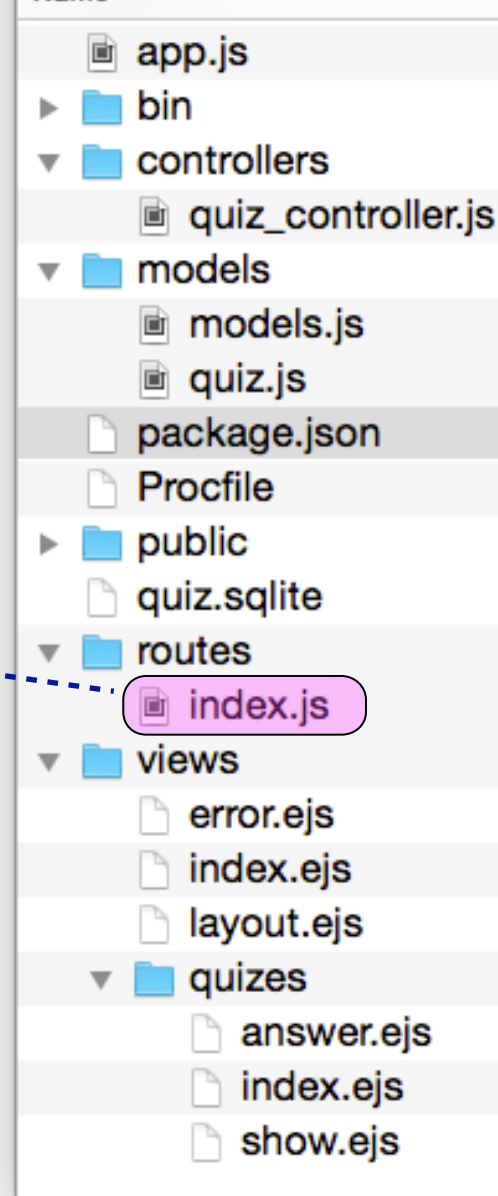 app.js
bin
controllers
quiz_controller.js
models
models.js
quiz.js
package.json
Procfile
public
quiz.sqlite
routes
index.js
views
error.ejs
index.ejs
layout.ejs
quizes
answer.ejs
index.ejs
show.ejs